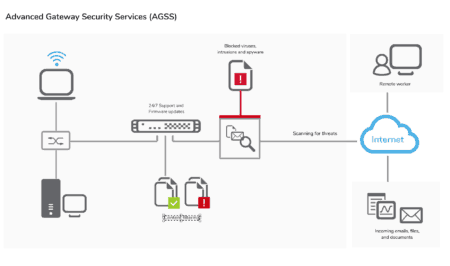 Advanced Gateway Security Services (AGSS)
Blocked viruses,
intrusions and spyware
Remote worker
24/7 Support and
Firmware updates
Scanning for threats
Internet
Incoming emails, files,
and documents